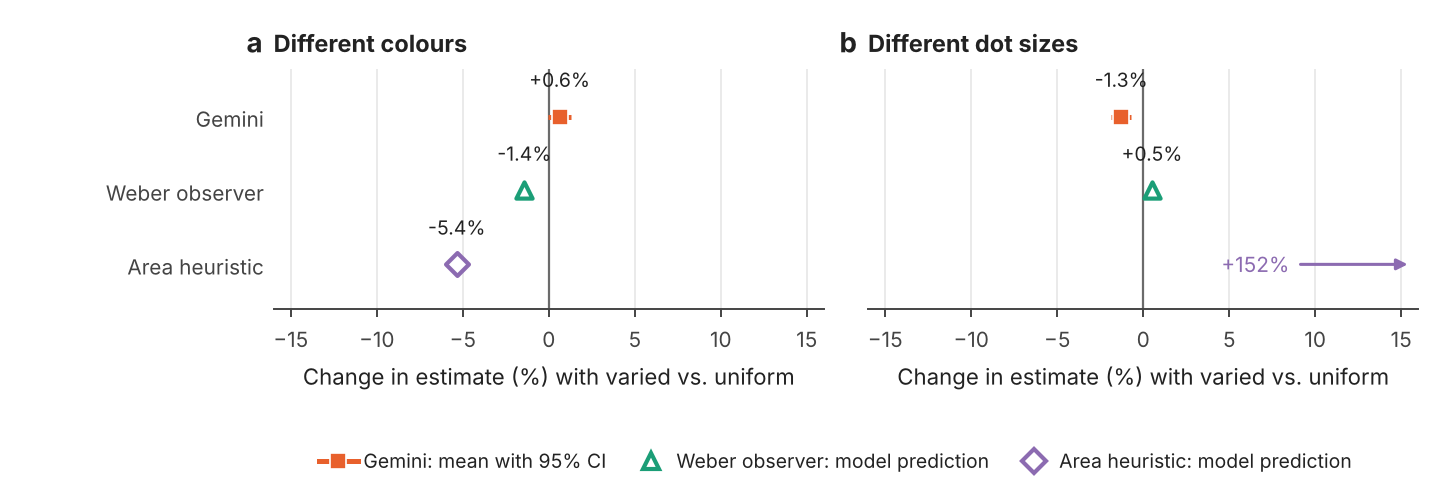 a Different colours
b Different dot sizes
+0.6%
-1.3%
Gemini
-1.4%
+0.5%
Weber observer
-5.4%
Area heuristic
+152%
−15 −10 −5 0 5 10 15
−15 −10 −5 0 5 10 15
Change in estimate (%) with varied vs. uniform
Change in estimate (%) with varied vs. uniform
Gemini: mean with 95% CI
Weber observer: model prediction
Area heuristic: model prediction